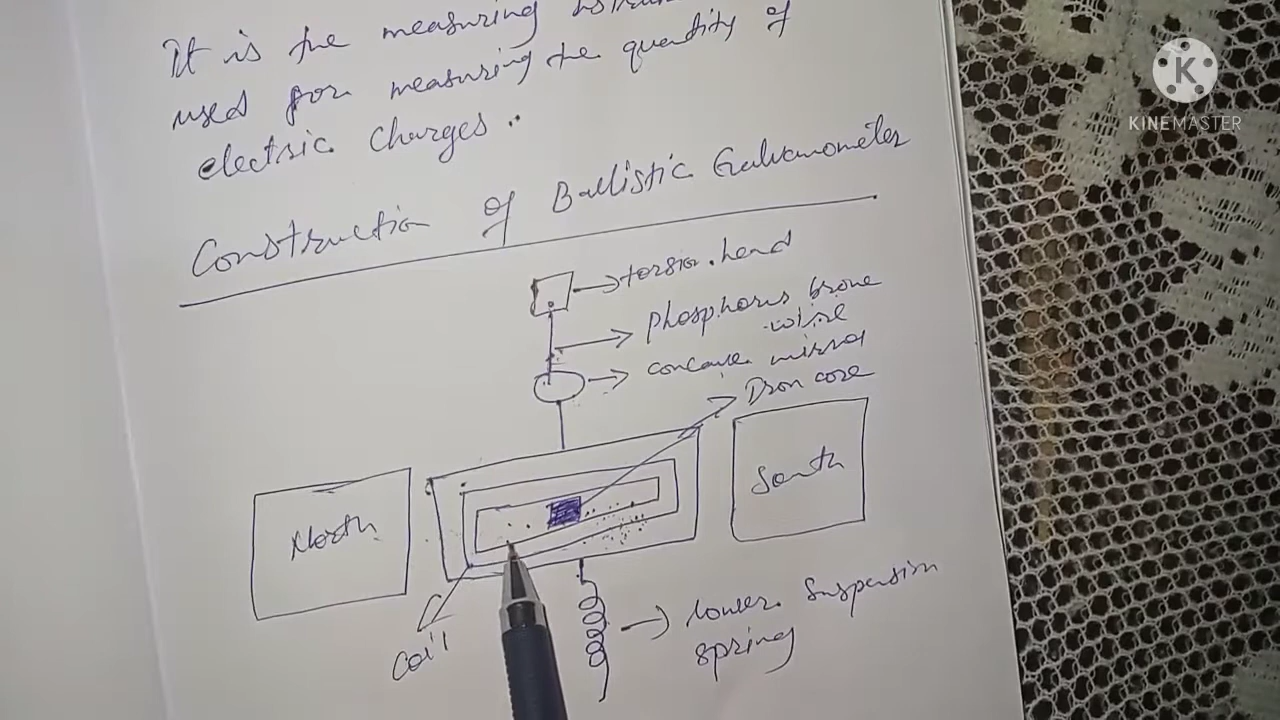 It is the measuring
used for measuring the quantity of
electric charges..
Construction of Ballistic Galvanometer
torsion head
phosphorus brone
wire
concave mirror
Iron core
North
South
coil
lower suspension
spring
K
KINEMASTER